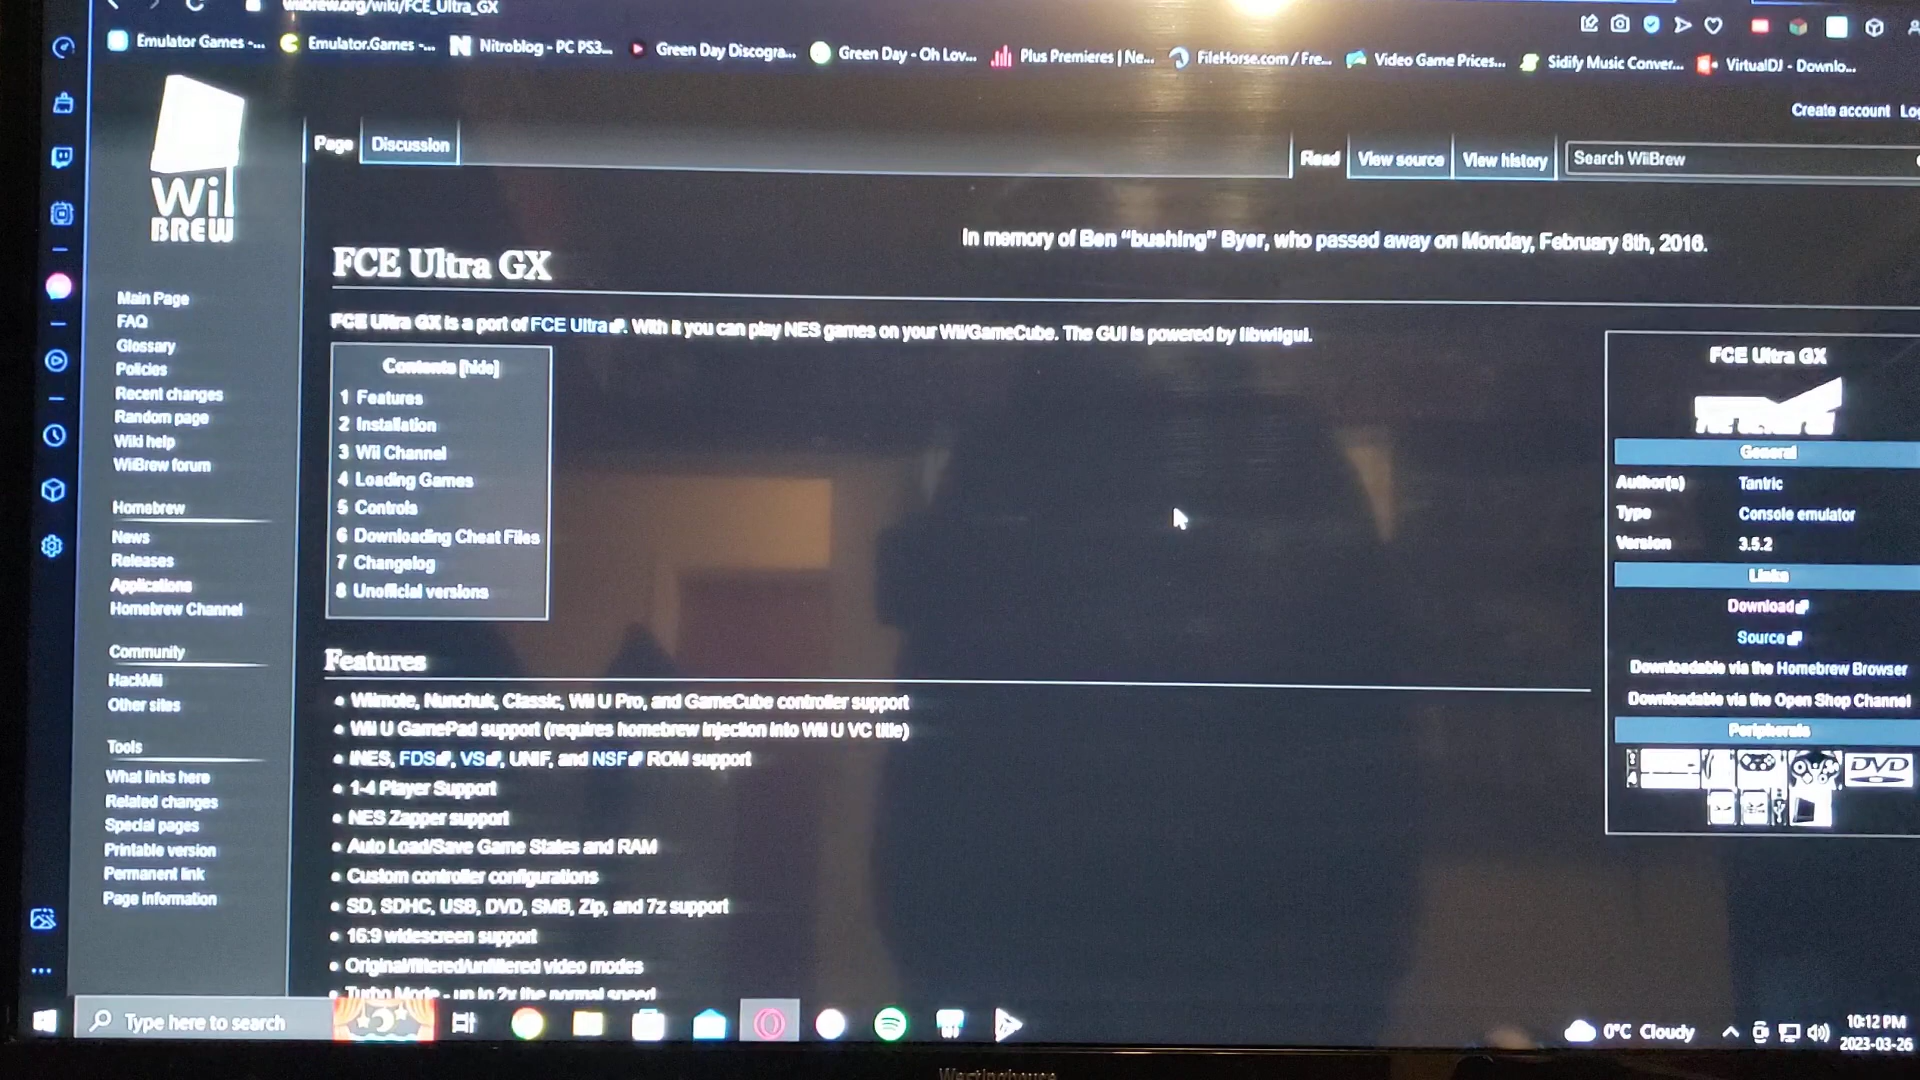 wiibrew.org/wiki/FCE_Ultra_GX
Emulator Games -...
Emulator.Games -...
Nitroblog - PC PS3...
Green Day Discogra...
Green Day - Oh Lov...
Plus Premieres | Ne...
FileHorse.com / Fre...
Video Game Prices...
Sidify Music Conver...
VirtualDJ - Downlo...
Create account
Wii
BREW
Page
Discussion
Read
View source
View history
Search WiiBrew
In memory of Ben “bushing” Byer, who passed away on Monday, February 8th, 2016.
FCE Ultra GX
FCE Ultra GX is a port of FCE Ultra. With it you can play NES games on your Wii/GameCube. The GUI is powered by libwiigui.
Main Page
FAQ
Glossary
Policies
Recent changes
Random page
Wiki help
WiiBrew forum
Homebrew
News
Releases
Applications
Homebrew Channel
Community
HackMii
Other sites
Tools
What links here
Related changes
Special pages
Printable version
Permanent link
Page information
Contents [hide]
1 Features
2 Installation
3 Wii Channel
4 Loading Games
5 Controls
6 Downloading Cheat Files
7 Changelog
8 Unofficial versions
Features
• Wiimote, Nunchuk, Classic, Wii U Pro, and GameCube controller support
• Wii U GamePad support (requires homebrew injection into Wii U VC title)
• iNES, FDS, VS, UNIF, and NSF ROM support
• 1-4 Player Support
• NES Zapper support
• Auto Load/Save Game States and RAM
• Custom controller configurations
• SD, SDHC, USB, DVD, SMB, Zip, and 7z support
• 16:9 widescreen support
• Original/filtered/unfiltered video modes
• Turbo Mode - up to 2x the normal speed
FCE Ultra GX
General
Author(s) Tantric
Type Console emulator
Version 3.5.2
Links
Download
Source
Downloadable via the Homebrew Browser
Downloadable via the Open Shop Channel
Peripherals
DVD
Type here to search
0°C Cloudy
10:12 PM
2023-03-26
Westinghouse